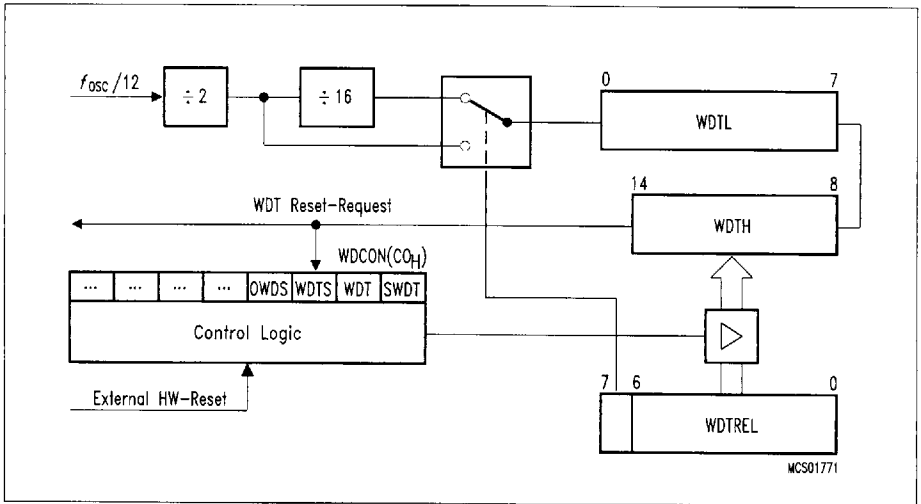 fosc/12
÷ 2
÷ 16
0 7
WDTL
14 8
WDTH
WDT Reset-Request
WDCON(C0H)
... ... ... ... OWDS WDTS WDT SWDT
Control Logic
External HW-Reset
7 6 0
WDTREL
MCS01771